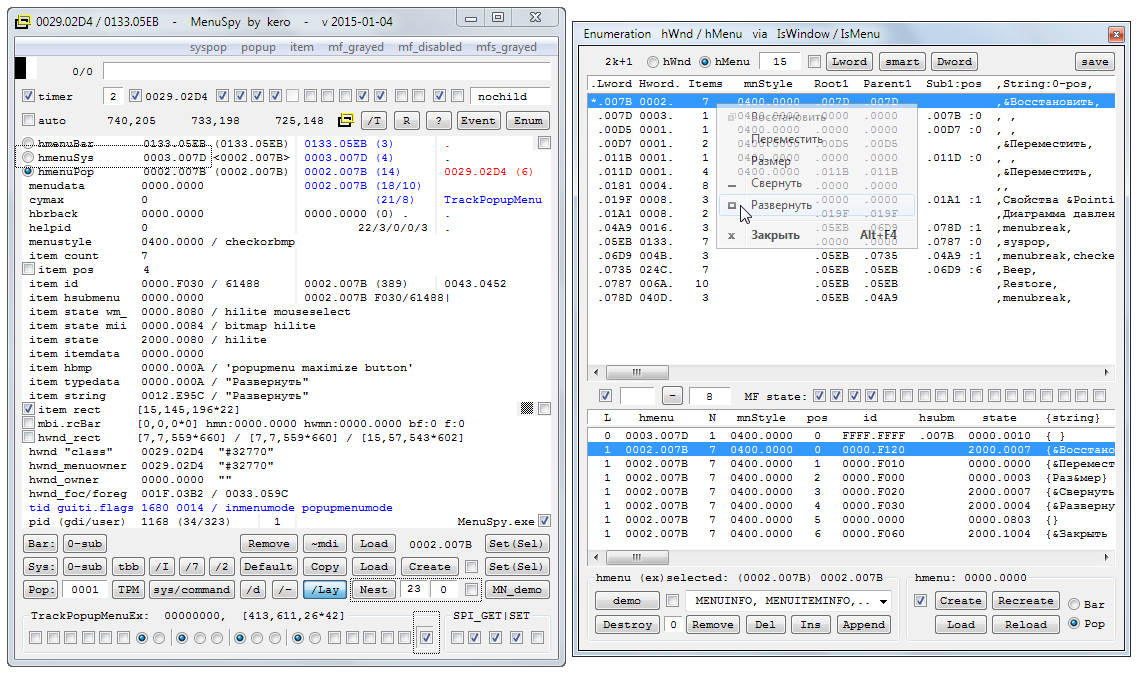 0029.02D4 / 0133.05EB - MenuSpy by kero - v 2015-01-04
syspop popup item mf_grayed mf_disabled mfs_grayed
0/0
timer 2 0029.02D4 nochild
auto 740,205 733,198 725,148 /T R ? Event Enum
hmenuBar 0133.05EB (0133.05EB) 0133.05EB (3) .
hmenuSys 0003.007D <0002.007B> 0003.007D (4) .
hmenuPop 0002.007B (0002.007B) 0002.007B (14) 0029.02D4 (6)
menudata 0000.0000 0002.007B (18/10)
cymax 0 (21/8) TrackPopupMenu
hbrback 0000.0000 0000.0000 (0) . .
helpid 0 22/3/0/0/3 .
menustyle 0400.0000 / checkorbmp
item count 7
item pos 4
item id 0000.F030 / 61488 0002.007B (389) 0043.0452
item hsubmenu 0000.0000 0002.007B F030/61488|
item state wm_ 0000.8080 / hilite mouseselect
item state mii 0000.0084 / bitmap hilite
item state 2000.0080 / hilite
item itemdata 0000.0000
item hbmp 0000.000A / 'popupmenu maximize button'
item typedata 0000.000A / "Развернуть"
item string 0012.E95C / "Развернуть"
item rect [15,145,196*22]
mbi.rcBar [0,0,0*0] hmn:0000.0000 hwmn:0000.0000 bf:0 f:0
hwnd_rect [7,7,559*660] / [7,7,559*660] / [15,57,543*602]
hwnd "class" 0029.02D4 "#32770"
hwnd_menuowner 0029.02D4 "#32770"
hwnd_owner 0000.0000 ""
hwnd_foc/foreg 001F.03B2 / 0033.059C
tid guiti.flags 1680 0014 / inmenumode popupmenumode
pid (gdi/user) 1168 (34/323) 1 MenuSpy.exe
Bar: 0-sub Remove ~mdi Load 0002.007B Set(Sel)
Sys: 0-sub tbb /I /7 /2 Default Copy Load Create Set(Sel)
Pop: 0001 TPM sys/command /d /- /Lay Nest 23 0 MN_demo
TrackPopupMenuEx: 00000000, [413,611,26*42] SPI_GET|SET
Enumeration hWnd / hMenu via IsWindow / IsMenu
2k+1 hWnd hMenu 15 Lword smart Dword save
.Lword Hword. Items mnStyle Root1 Parent1 Sub1:pos ,String:0-pos,
*.007B 0002. 7 0400.0000 .007D .007D ,&Восстановить,
.007D 0003. 1 .0000 .007B :0 , ,
.00D5 0001. 1 .0000 .00D7 :0 , ,
.00D7 0001. 2 .00D5 ,&Переместить,
.011B 0001. 1 .0000 .011D :0 , ,
.011D 0001. 4 .011B ,&Переместить,
.0181 0004. 8 .0000 ,,
.019F 0008. 3 .0000 .01A1 :1 ,Свойства &Pointi
.01A1 0008. 2 .019F ,Диаграмма давлен
.04A9 0016. 3 .078D :1 ,menubreak,
.05EB 0133. 3 .0000 .0787 :0 ,syspop,
.06D9 004B. 3 0400.0000 .05EB .0735 .04A9 :1 ,menubreak,checke
.0735 024C. 7 0400.0000 .05EB .05EB .06D9 :6 ,Beep,
.0787 006A. 10 0400.0000 .05EB .05EB ,Restore,
.078D 040D. 3 0400.0000 .05EB .04A9 ,menubreak,
Восстановить
Переместить
Размер
Свернуть
Развернуть
Закрыть Alt+F4
- 8 MF state:
L hmenu N mnStyle pos id hsubm state {string}
0 0003.007D 1 0400.0000 0 FFFF.FFFF .007B 0000.0010 { }
1 0002.007B 7 0400.0000 0 0000.F120 2000.0007 {&Восстано
1 0002.007B 7 0400.0000 1 0000.F010 0000.0000 {&Перемест
1 0002.007B 7 0400.0000 2 0000.F000 0000.0003 {Раз&мер}
1 0002.007B 7 0400.0000 3 0000.F020 2000.0007 {&Свернуть
1 0002.007B 7 0400.0000 4 0000.F030 2000.0004 {&Разверну
1 0002.007B 7 0400.0000 5 0000.0000 0000.0803 {}
1 0002.007B 7 0400.0000 6 0000.F060 2000.1004 {&Закрыть
hmenu (ex)selected: (0002.007B) 0002.007B hmenu: 0000.0000
demo MENUINFO, MENUITEMINFO,.. Create Recreate Bar
Destroy 0 Remove Del Ins Append Load Reload Pop